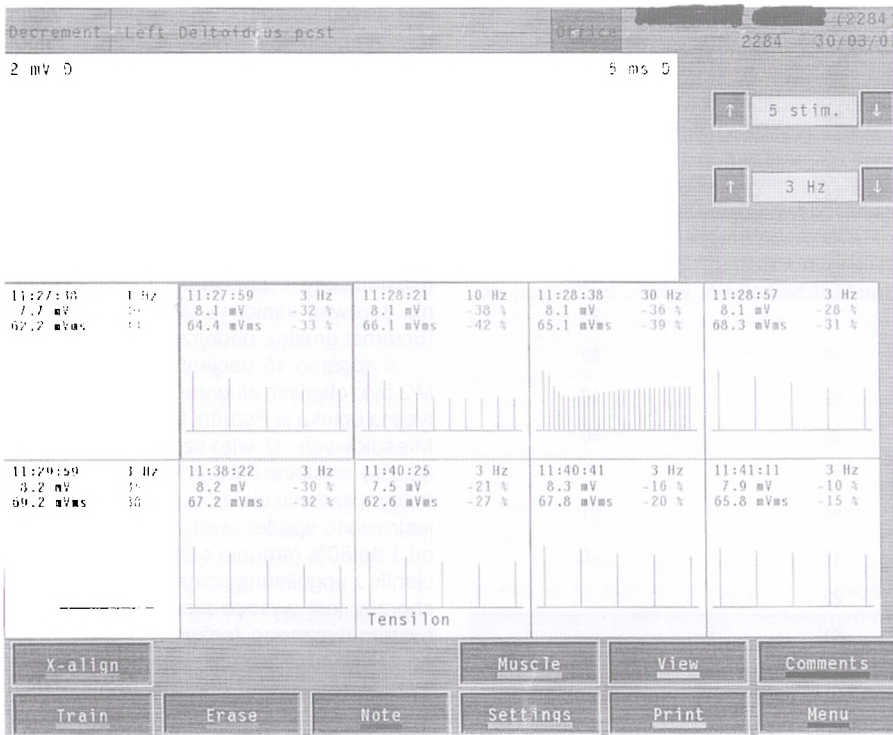 Decrement Left Deltoideus post Office (2284
2284 30/03/0
2 mV D 5 ms D
5 stim.
3 Hz
11:27:38 1 Hz
7.7 mV
62.2 mVms
11:27:59 3 Hz
8.1 mV -32 %
64.4 mVms -33 %
11:28:21 10 Hz
8.1 mV -38 %
66.1 mVms -42 %
11:28:38 30 Hz
8.1 mV -36 %
65.1 mVms -39 %
11:28:57 3 Hz
8.1 mV -28 %
68.3 mVms -31 %
11:29:59 3 Hz
8.2 mV
69.2 mVms
11:38:22 3 Hz
8.2 mV -30 %
67.2 mVms -32 %
11:40:25 3 Hz
7.5 mV -21 %
62.6 mVms -27 %
Tensilon
11:40:41 3 Hz
8.3 mV -16 %
67.8 mVms -20 %
11:41:11 3 Hz
7.9 mV -10 %
65.8 mVms -15 %
X-align Muscle View Comments
Train Erase Note Settings Print Menu